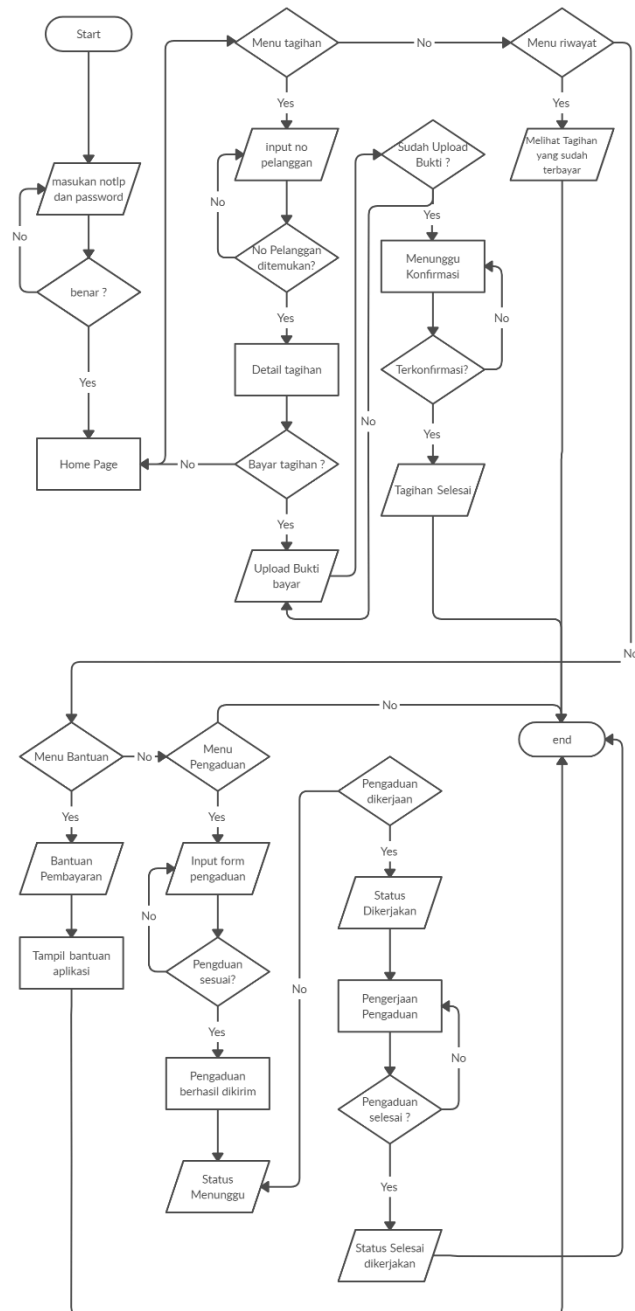 Start
masukan notlp
dan password
No
benar ?
Yes
Home Page
Menu tagihan
No
Yes
input no
pelanggan
No
No Pelanggan
ditemukan?
Yes
Detail tagihan
No
Bayar tagihan ?
Yes
Upload Bukti
bayar
Sudah Upload
Bukti ?
Yes
Menunggu
Konfirmasi
No
No
Terkonfirmasi?
Yes
Tagihan Selesai
Menu riwayat
Yes
Melihat Tagihan
yang sudah
terbayar
No
Menu Bantuan
No
Yes
Bantuan
Pembayaran
Tampil bantuan
aplikasi
Menu
Pengaduan
No
Yes
Input form
pengaduan
No
Pengduan
sesuai?
Yes
Pengaduan
berhasil dikirim
Status
Menunggu
No
Pengaduan
dikerjaan
Yes
Status
Dikerjakan
Pengerjaan
Pengaduan
No
Pengaduan
selesai ?
Yes
Status Selesai
dikerjakan
end